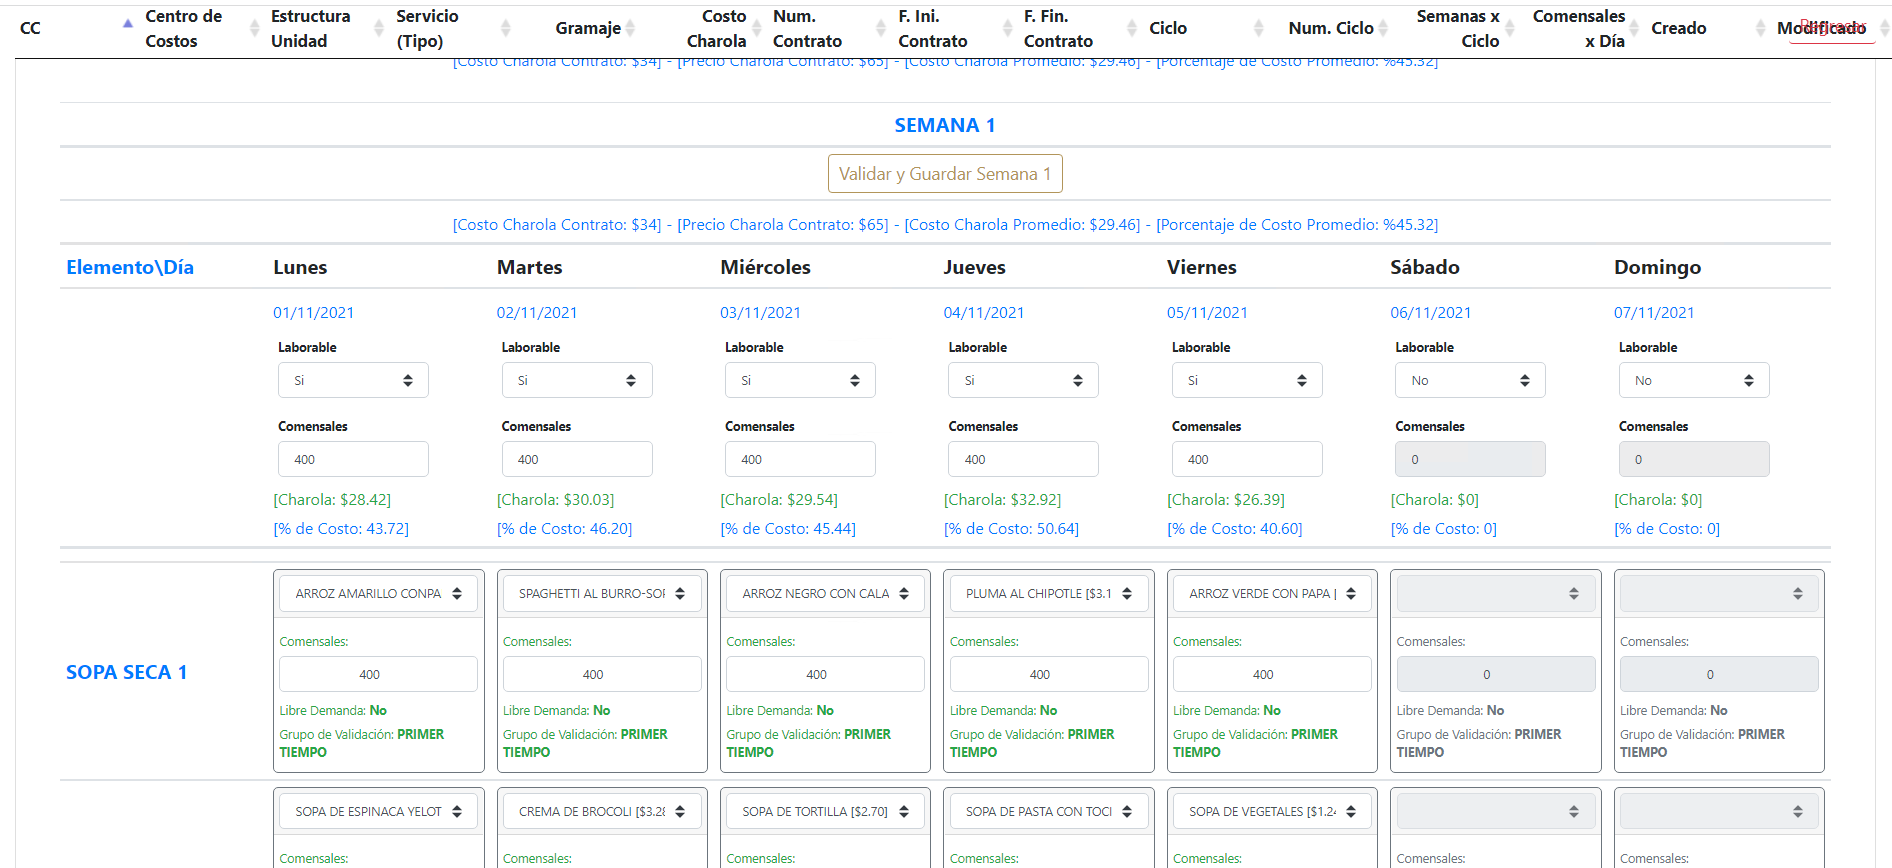 CC Centro de Costos Estructura Unidad Servicio (Tipo) Gramaje Costo Charola Num. Contrato F. Ini. Contrato F. Fin. Contrato Ciclo Num. Ciclo Semanas x Ciclo Comensales x Día Creado Modificado Regresar
[Costo Charola Contrato: $34] - [Precio Charola Contrato: $65] - [Costo Charola Promedio: $29.46] - [Porcentaje de Costo Promedio: %45.32]
SEMANA 1
Validar y Guardar Semana 1
[Costo Charola Contrato: $34] - [Precio Charola Contrato: $65] - [Costo Charola Promedio: $29.46] - [Porcentaje de Costo Promedio: %45.32]
Elemento\Día Lunes Martes Miércoles Jueves Viernes Sábado Domingo
01/11/2021 02/11/2021 03/11/2021 04/11/2021 05/11/2021 06/11/2021 07/11/2021
Laborable Laborable Laborable Laborable Laborable Laborable Laborable
Si Si Si Si Si No No
Comensales Comensales Comensales Comensales Comensales Comensales Comensales
400 400 400 400 400 0 0
[Charola: $28.42] [Charola: $30.03] [Charola: $29.54] [Charola: $32.92] [Charola: $26.39] [Charola: $0] [Charola: $0]
[% de Costo: 43.72] [% de Costo: 46.20] [% de Costo: 45.44] [% de Costo: 50.64] [% de Costo: 40.60] [% de Costo: 0] [% de Costo: 0]
ARROZ AMARILLO CONPA SPAGHETTI AL BURRO-SOP ARROZ NEGRO CON CALA PLUMA AL CHIPOTLE [$3.1 ARROZ VERDE CON PAPA [
Comensales: Comensales: Comensales: Comensales: Comensales: Comensales: Comensales:
SOPA SECA 1 400 400 400 400 400 0 0
Libre Demanda: No Libre Demanda: No Libre Demanda: No Libre Demanda: No Libre Demanda: No Libre Demanda: No Libre Demanda: No
Grupo de Validación: PRIMER Grupo de Validación: PRIMER Grupo de Validación: PRIMER Grupo de Validación: PRIMER Grupo de Validación: PRIMER Grupo de Validación: PRIMER Grupo de Validación: PRIMER
TIEMPO TIEMPO TIEMPO TIEMPO TIEMPO TIEMPO TIEMPO
SOPA DE ESPINACA YELOT CREMA DE BROCOLI [$3.28 SOPA DE TORTILLA [$2.70] SOPA DE PASTA CON TOCI SOPA DE VEGETALES [$1.24
Comensales: Comensales: Comensales: Comensales: Comensales: Comensales: Comensales: